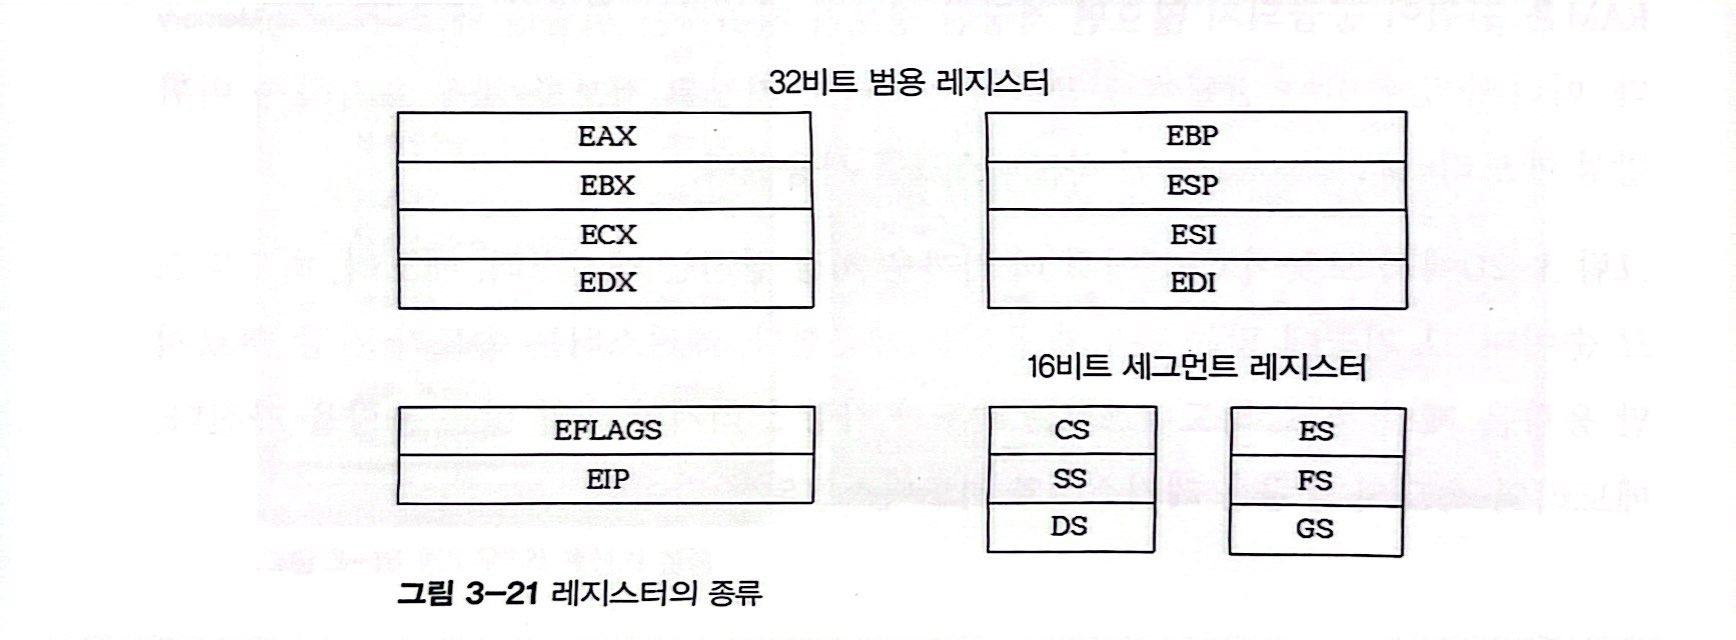 32비트 범용 레지스터
EAX
EBX
ECX
EDX
EBP
ESP
ESI
EDI
EFLAGS
EIP
16비트 세그먼트 레지스터
CS
SS
DS
ES
FS
GS
그림 3-21 레지스터의 종류